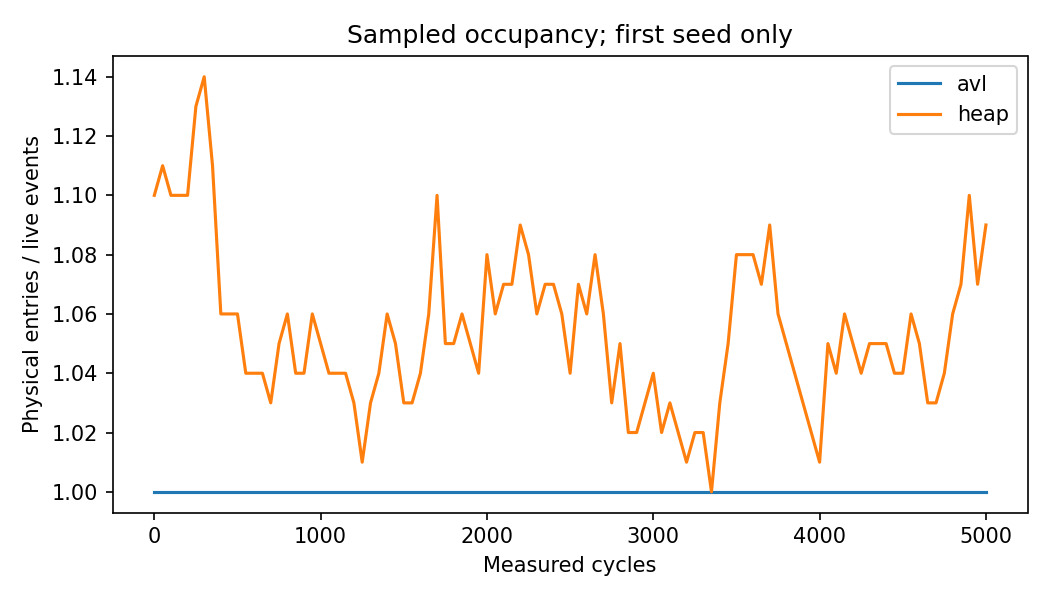 Sampled occupancy; first seed only
avl
heap
Physical entries / live events
1.14
1.12
1.10
1.08
1.06
1.04
1.02
1.00
0 1000 2000 3000 4000 5000
Measured cycles